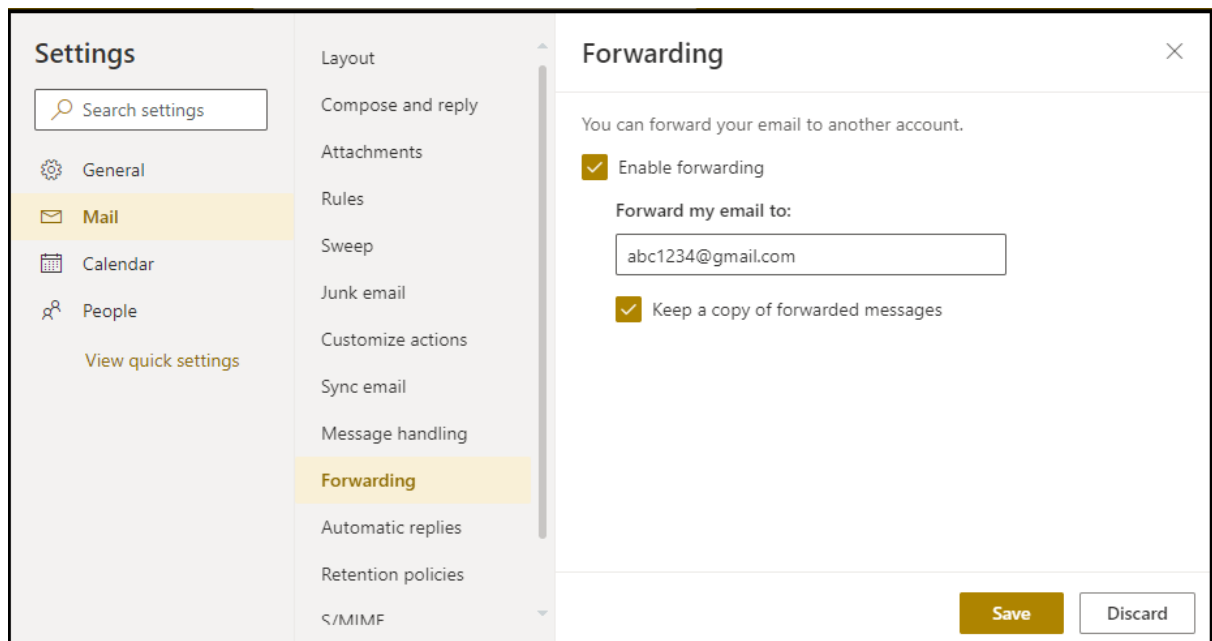 Settings
Search settings
General
Mail
Calendar
People
View quick settings
Layout
Compose and reply
Attachments
Rules
Sweep
Junk email
Customize actions
Sync email
Message handling
Forwarding
Automatic replies
Retention policies
S/MIME
Forwarding
You can forward your email to another account.
Enable forwarding
Forward my email to:
abc1234@gmail.com
Keep a copy of forwarded messages
Save
Discard